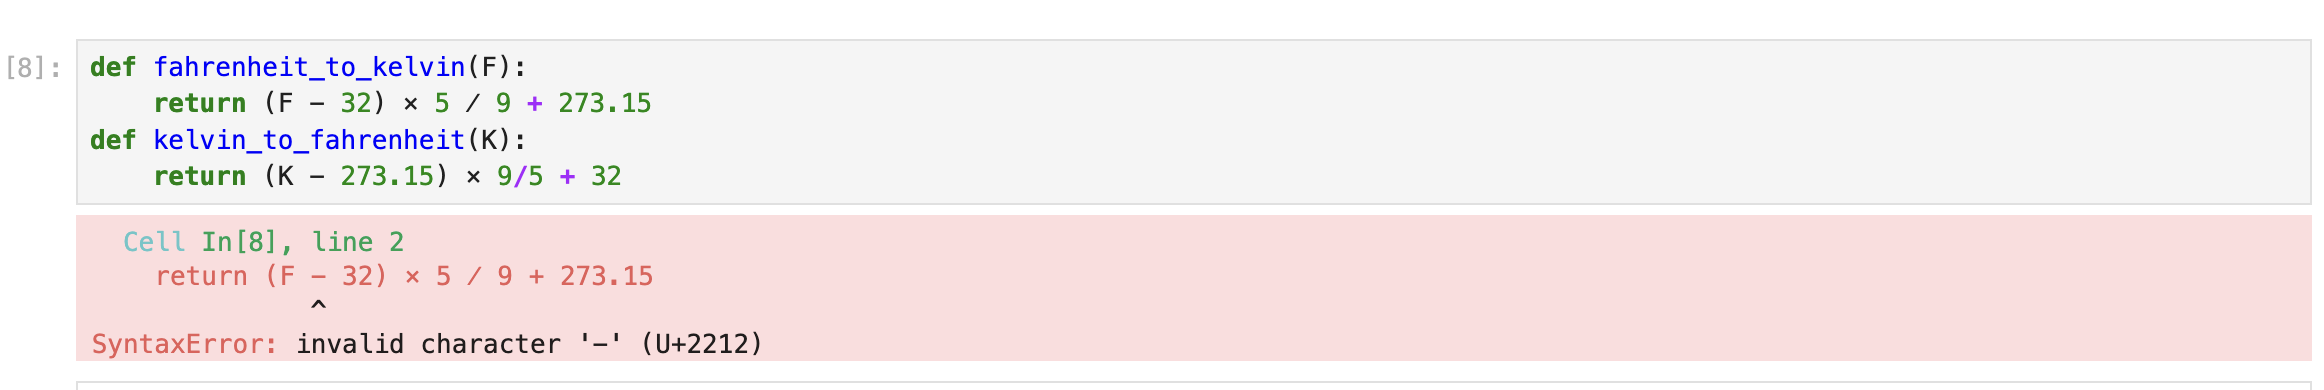 [8]:
def fahrenheit_to_kelvin(F):
    return (F − 32) × 5 ∕ 9 + 273.15
def kelvin_to_fahrenheit(K):
    return (K − 273.15) × 9/5 + 32
  Cell In[8], line 2
    return (F − 32) × 5 ∕ 9 + 273.15
              ^
SyntaxError: invalid character '−' (U+2212)